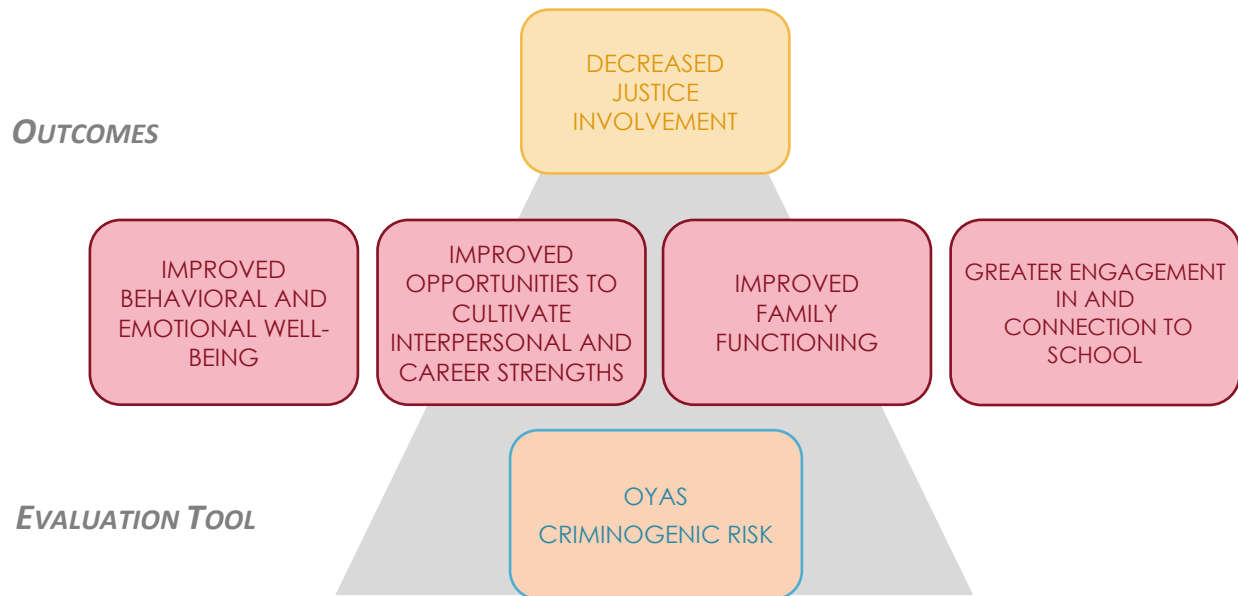 DECREASED
JUSTICE
INVOLVEMENT
OUTCOMES
IMPROVED
BEHAVIORAL AND
EMOTIONAL WELL-
BEING
IMPROVED
OPPORTUNITIES TO
CULTIVATE
INTERPERSONAL AND
CAREER STRENGTHS
IMPROVED
FAMILY
FUNCTIONING
GREATER ENGAGEMENT
IN AND
CONNECTION TO
SCHOOL
EVALUATION TOOL
OYAS
CRIMINOGENIC RISK